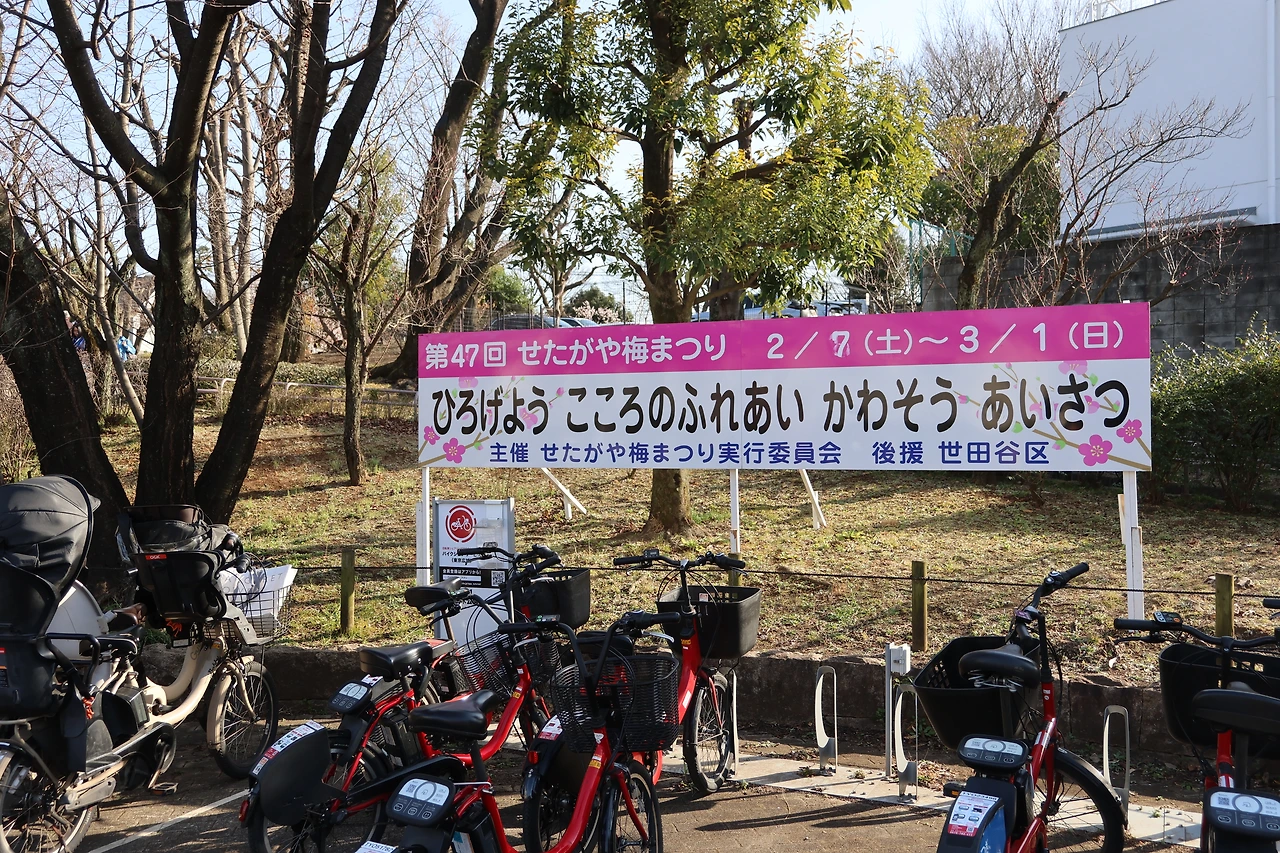 第47回 せたがや梅まつり 2/7(土)~3/1(日)
ひろげよう こころのふれあい かわそう あいさつ
主催 せたがや梅まつり実行委員会 後援 世田谷区